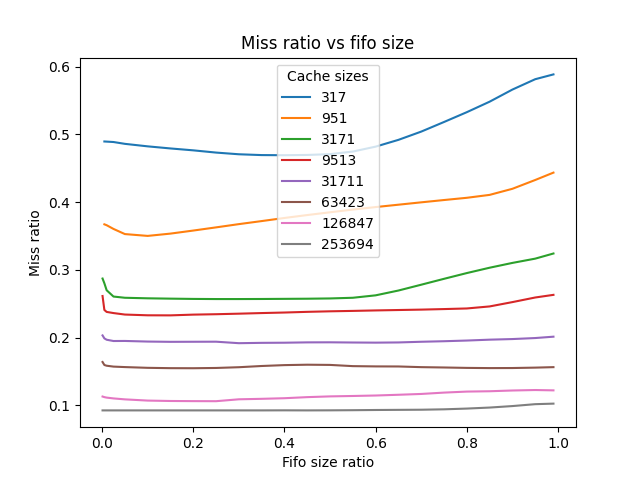 Miss ratio vs fifo size
Miss ratio
0.6
0.5
0.4
0.3
0.2
0.1
Cache sizes
317
951
3171
9513
31711
63423
126847
253694
0.0 0.2 0.4 0.6 0.8 1.0
Fifo size ratio